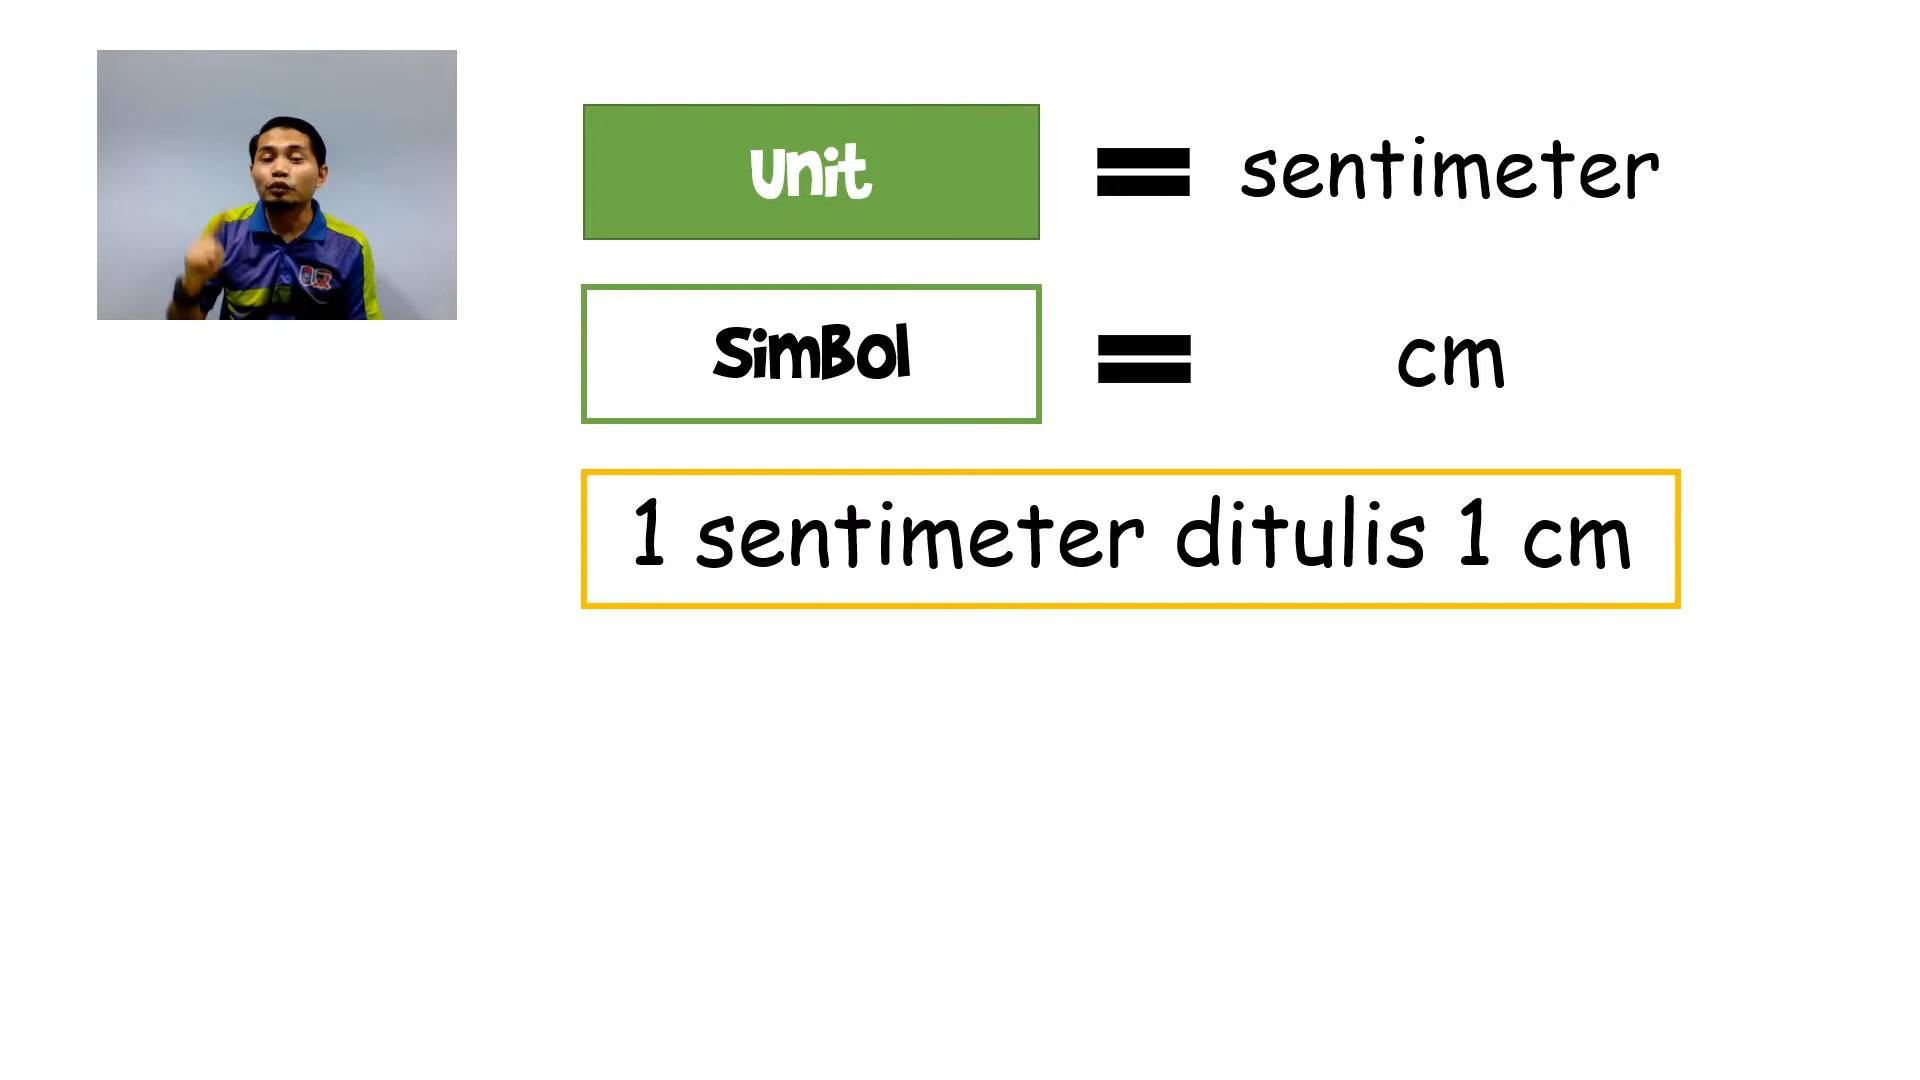 Unit = sentimeter
SimBol = cm
1 sentimeter ditulis 1 cm